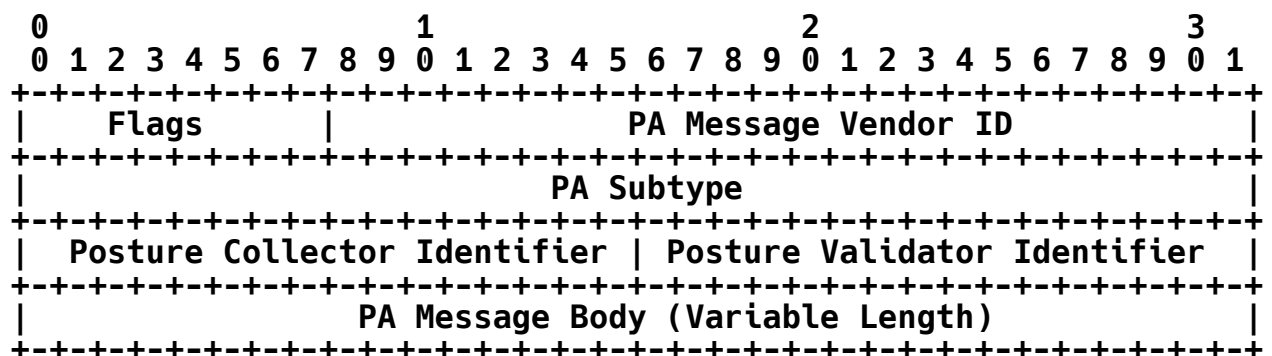 0                   1                   2                   3
 0 1 2 3 4 5 6 7 8 9 0 1 2 3 4 5 6 7 8 9 0 1 2 3 4 5 6 7 8 9 0 1
+-+-+-+-+-+-+-+-+-+-+-+-+-+-+-+-+-+-+-+-+-+-+-+-+-+-+-+-+-+-+-+-+
|    Flags      |               PA Message Vendor ID            |
+-+-+-+-+-+-+-+-+-+-+-+-+-+-+-+-+-+-+-+-+-+-+-+-+-+-+-+-+-+-+-+-+
|                           PA Subtype                          |
+-+-+-+-+-+-+-+-+-+-+-+-+-+-+-+-+-+-+-+-+-+-+-+-+-+-+-+-+-+-+-+-+
|  Posture Collector Identifier | Posture Validator Identifier  |
+-+-+-+-+-+-+-+-+-+-+-+-+-+-+-+-+-+-+-+-+-+-+-+-+-+-+-+-+-+-+-+-+
|                 PA Message Body (Variable Length)             |
+-+-+-+-+-+-+-+-+-+-+-+-+-+-+-+-+-+-+-+-+-+-+-+-+-+-+-+-+-+-+-+-+